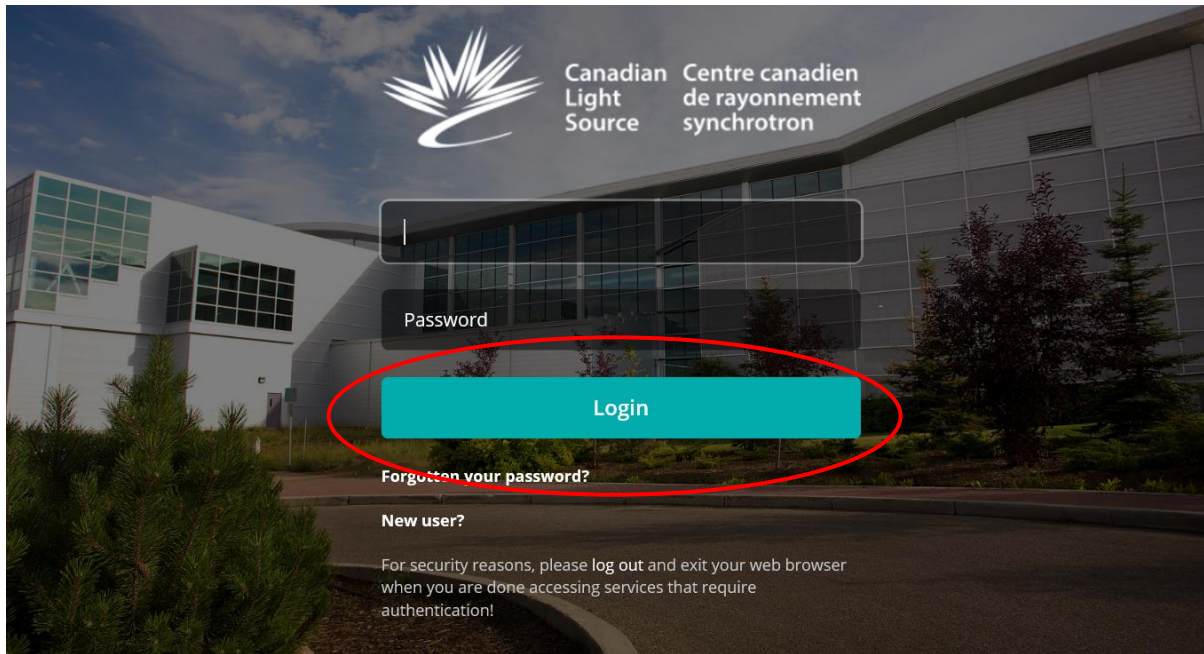 Canadian Light Source
Centre canadien de rayonnement synchrotron
Password
Login
Forgotten your password?
New user?
For security reasons, please log out and exit your web browser
when you are done accessing services that require
authentication!